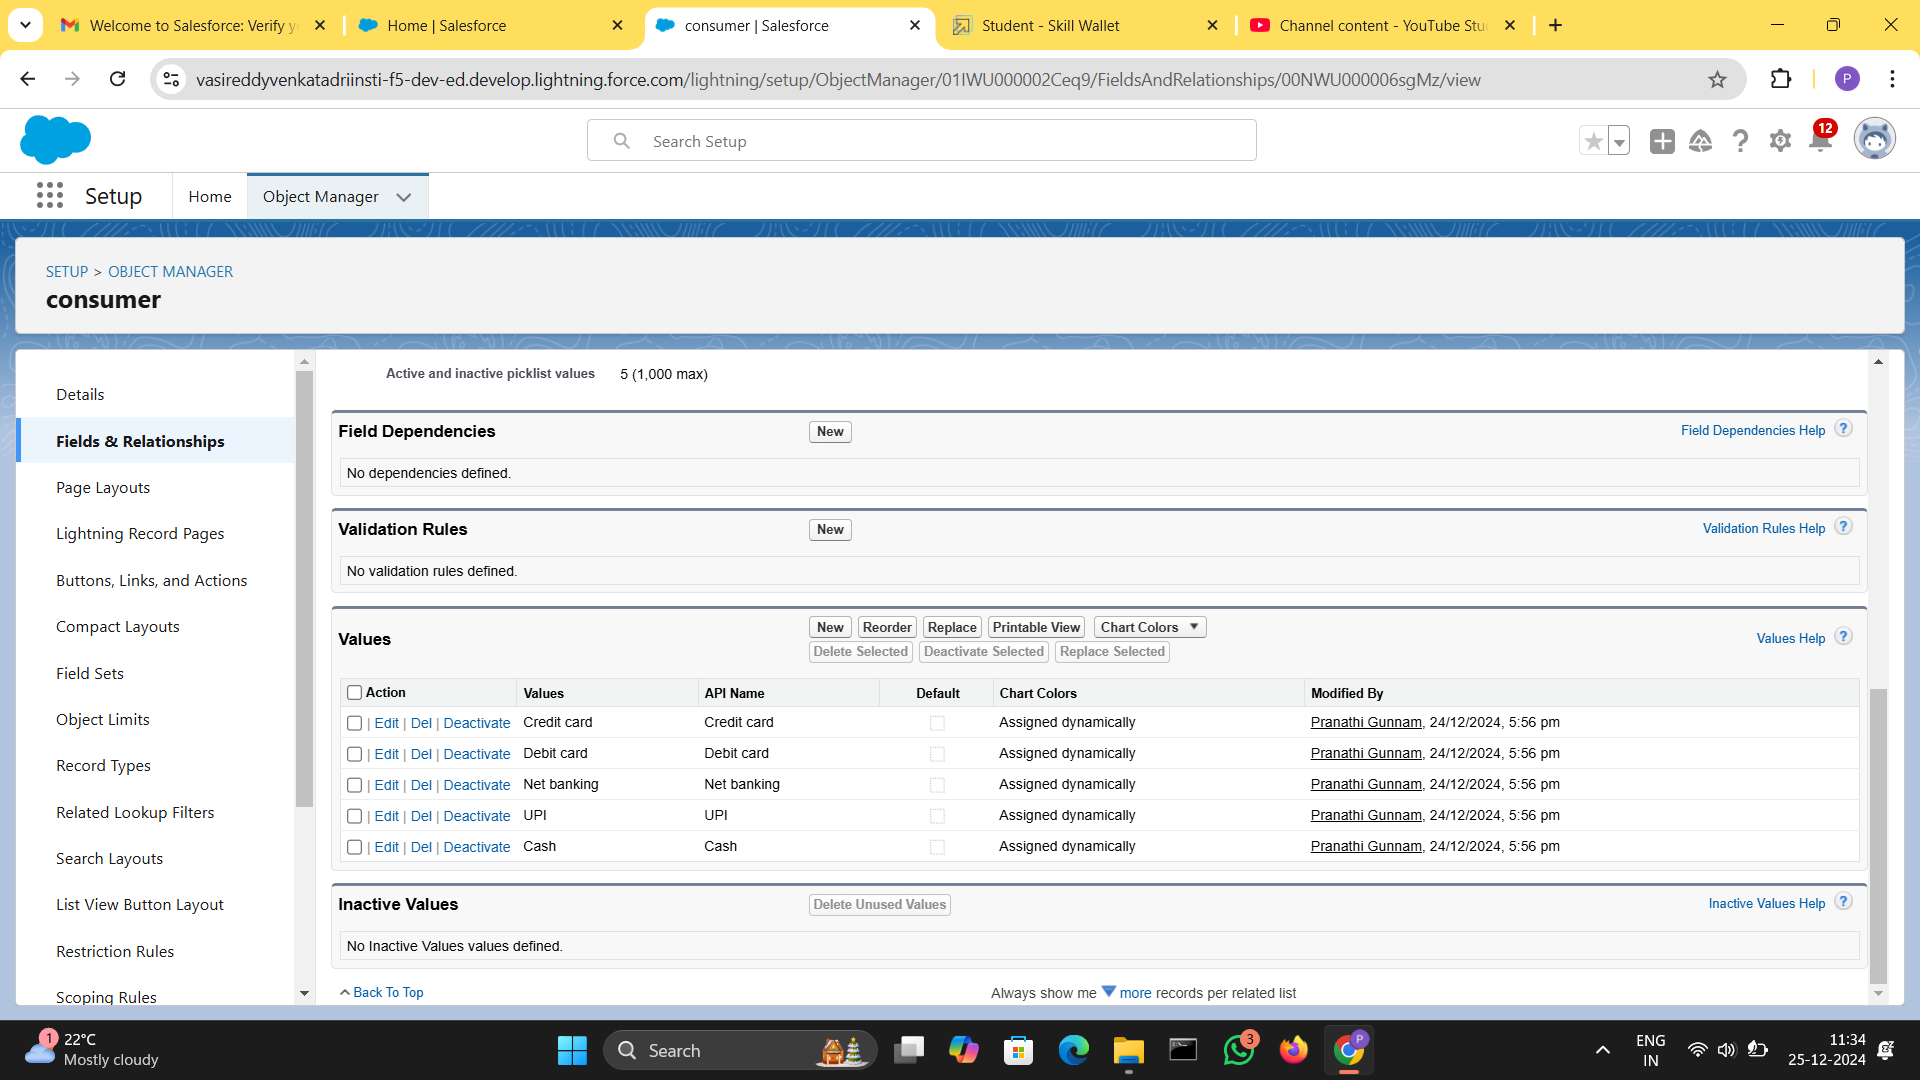 Welcome to Salesforce: Verify y
Home | Salesforce
consumer | Salesforce
Student - Skill Wallet
Channel content - YouTube Stu
vasireddyvenkatadriinsti-f5-dev-ed.develop.lightning.force.com/lightning/setup/ObjectManager/01IWU000002Ceq9/FieldsAndRelationships/00NWU000006sgMz/view
P
Search Setup
12
Setup
Home
Object Manager
SETUP > OBJECT MANAGER
consumer
Details
Fields & Relationships
Page Layouts
Lightning Record Pages
Buttons, Links, and Actions
Compact Layouts
Field Sets
Object Limits
Record Types
Related Lookup Filters
Search Layouts
List View Button Layout
Restriction Rules
Scoping Rules
Active and inactive picklist values 5 (1,000 max)
Field Dependencies New Field Dependencies Help ?
No dependencies defined.
Validation Rules New Validation Rules Help ?
No validation rules defined.
Values New Reorder Replace Printable View Chart Colors Values Help ?
Delete Selected Deactivate Selected Replace Selected
Action Values API Name Default Chart Colors Modified By
| Edit | Del | Deactivate Credit card Credit card Assigned dynamically Pranathi Gunnam, 24/12/2024, 5:56 pm
| Edit | Del | Deactivate Debit card Debit card Assigned dynamically Pranathi Gunnam, 24/12/2024, 5:56 pm
| Edit | Del | Deactivate Net banking Net banking Assigned dynamically Pranathi Gunnam, 24/12/2024, 5:56 pm
| Edit | Del | Deactivate UPI UPI Assigned dynamically Pranathi Gunnam, 24/12/2024, 5:56 pm
| Edit | Del | Deactivate Cash Cash Assigned dynamically Pranathi Gunnam, 24/12/2024, 5:56 pm
Inactive Values Delete Unused Values Inactive Values Help ?
No Inactive Values values defined.
Back To Top Always show me more records per related list
1
22°C
Mostly cloudy
Search
3
P
ENG
IN
11:34
25-12-2024